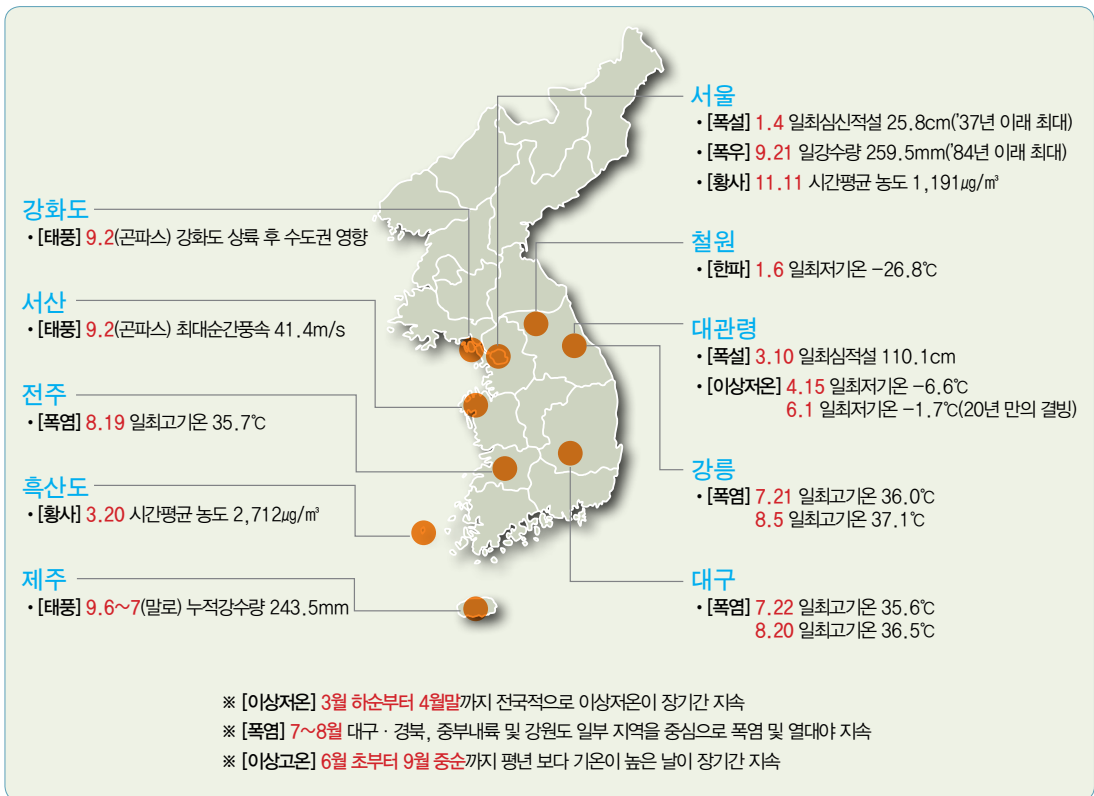 강화도
• [태풍] 9.2(곤파스) 강화도 상륙 후 수도권 영향
서산
• [태풍] 9.2(곤파스) 최대순간풍속 41.4m/s
전주
• [폭염] 8.19 일최고기온 35.7℃
흑산도
• [황사] 3.20 시간평균 농도 2,712㎍/㎥
제주
• [태풍] 9.6~7(말로) 누적강수량 243.5mm
서울
• [폭설] 1.4 일최심신적설 25.8cm('37년 이래 최대)
• [폭우] 9.21 일강수량 259.5mm('84년 이래 최대)
• [황사] 11.11 시간평균 농도 1,191㎍/㎥
철원
• [한파] 1.6 일최저기온 -26.8℃
대관령
• [폭설] 3.10 일최심적설 110.1cm
• [이상저온] 4.15 일최저기온 -6.6℃
6.1 일최저기온 -1.7℃(20년 만의 결빙)
강릉
• [폭염] 7.21 일최고기온 36.0℃
8.5 일최고기온 37.1℃
대구
• [폭염] 7.22 일최고기온 35.6℃
8.20 일최고기온 36.5℃
※ [이상저온] 3월 하순부터 4월말까지 전국적으로 이상저온이 장기간 지속
※ [폭염] 7~8월 대구 · 경북, 중부내륙 및 강원도 일부 지역을 중심으로 폭염 및 열대야 지속
※ [이상고온] 6월 초부터 9월 중순까지 평년 보다 기온이 높은 날이 장기간 지속